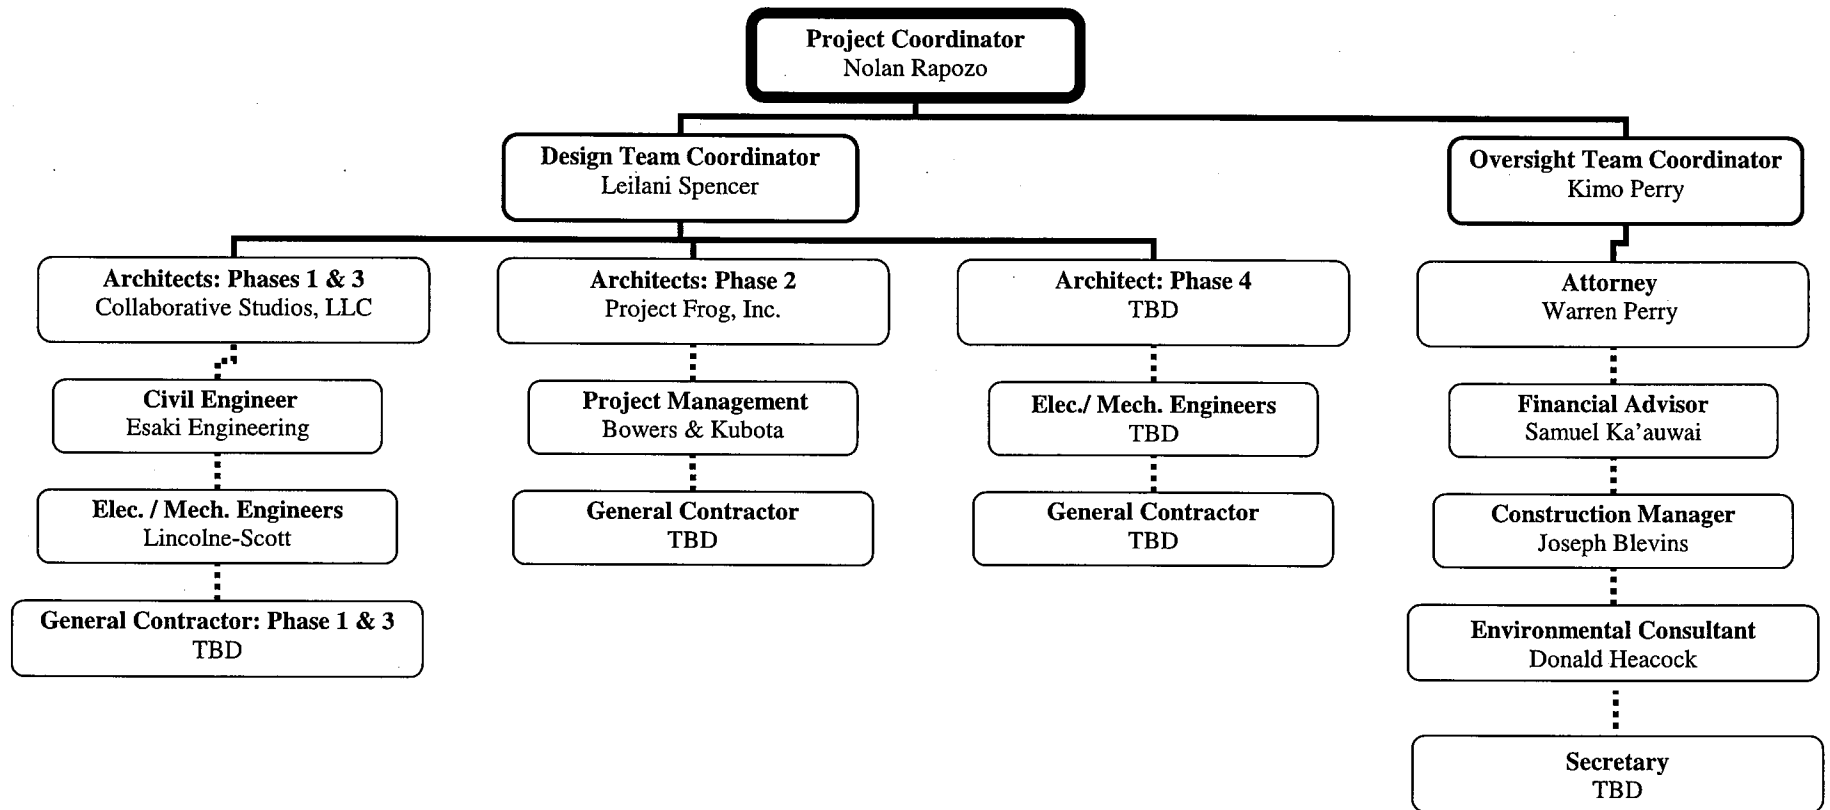 Project Coordinator
Nolan Rapozo
Design Team Coordinator
Leilani Spencer
Oversight Team Coordinator
Kimo Perry
Architects: Phases 1 & 3
Collaborative Studios, LLC
Architects: Phase 2
Project Frog, Inc.
Architect: Phase 4
TBD
Attorney
Warren Perry
Civil Engineer
Esaki Engineering
Project Management
Bowers & Kubota
Elec./ Mech. Engineers
TBD
Financial Advisor
Samuel Ka'auwai
Elec. / Mech. Engineers
Lincolne-Scott
General Contractor
TBD
General Contractor
TBD
Construction Manager
Joseph Blevins
General Contractor: Phase 1 & 3
TBD
Environmental Consultant
Donald Heacock
Secretary
TBD